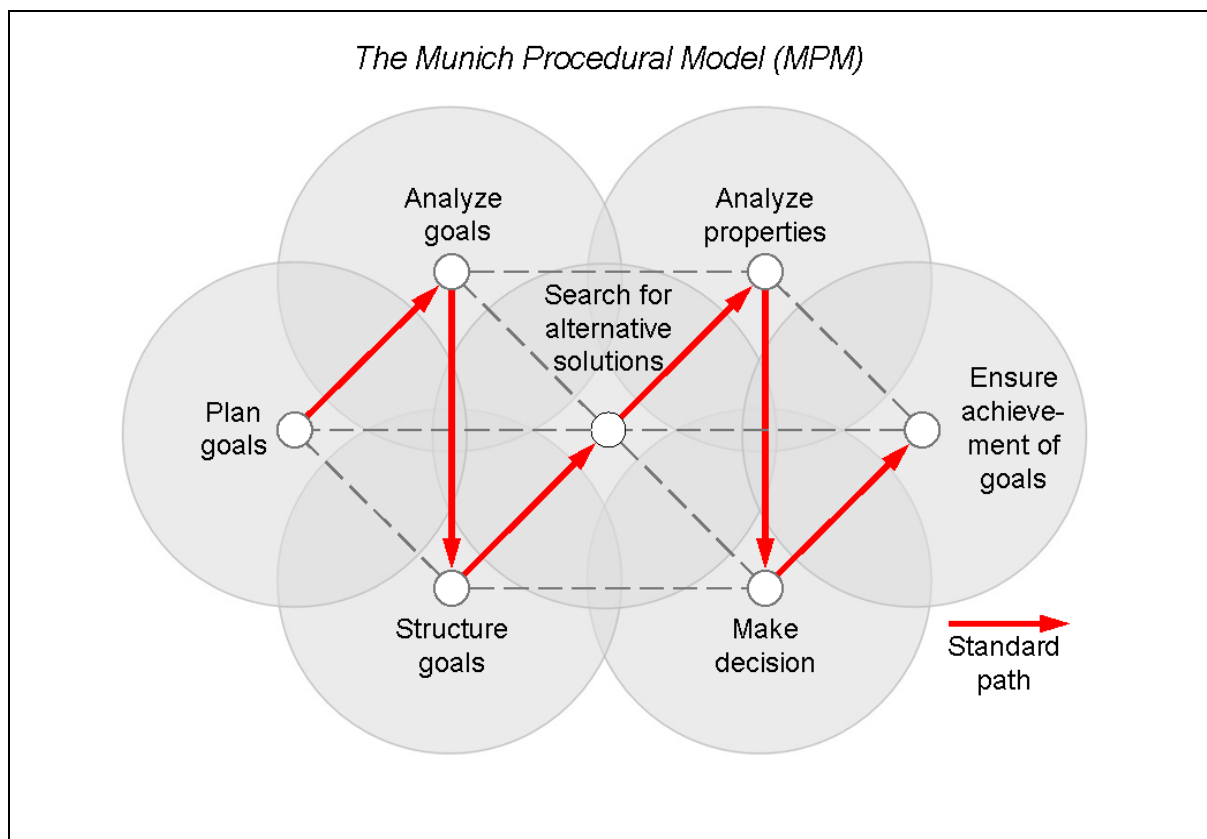 The Munich Procedural Model (MPM)
Analyze
goals
Analyze
properties
Search for
alternative
solutions
Plan
goals
Ensure
achieve-
ment of
goals
Structure
goals
Make
decision
Standard
path